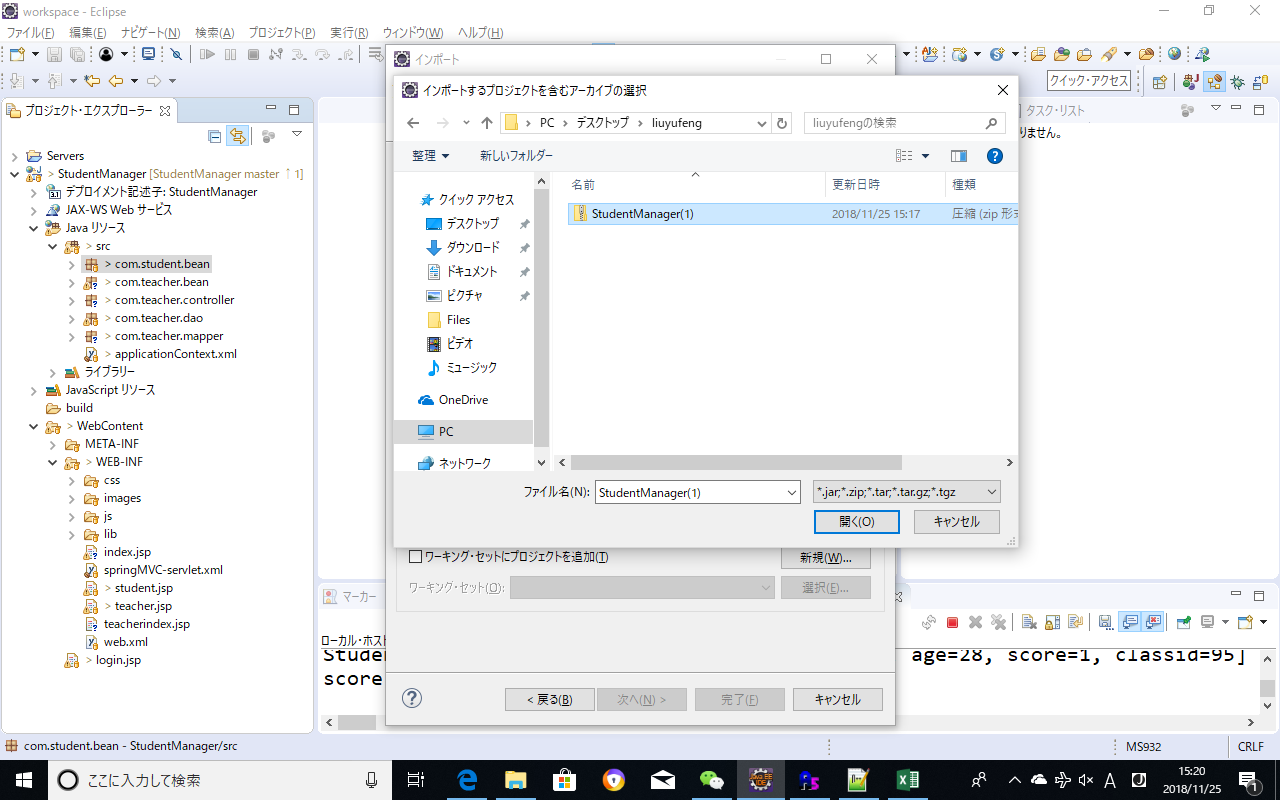 workspace - Eclipse
ファイル(F) 編集(E) ナビゲート(N) 検索(A) プロジェクト(P) 実行(R) ウィンドウ(W) ヘルプ(H)
クイック・アクセス
プロジェクト・エクスプローラー
Servers
> StudentManager [StudentManager master ↑ 1]
デプロイメント記述子: StudentManager
JAX-WS Web サービス
Java リソース
> src
> com.student.bean
> com.teacher.bean
> com.teacher.controller
> com.teacher.dao
> com.teacher.mapper
> applicationContext.xml
ライブラリー
JavaScript リソース
build
> WebContent
META-INF
> WEB-INF
css
images
js
lib
index.jsp
springMVC-servlet.xml
> student.jsp
> teacher.jsp
teacherindex.jsp
web.xml
> login.jsp
インポート
インポートするプロジェクトを含むアーカイブの選択
PC > デスクトップ > liuyufeng
liuyufengの検索
整理 新しいフォルダー
クイック アクセス
デスクトップ
ダウンロード
ドキュメント
ピクチャ
Files
ビデオ
ミュージック
OneDrive
PC
ネットワーク
名前 更新日時 種類
StudentManager(1) 2018/11/25 15:17 圧縮 (zip 形式
ファイル名(N): StudentManager(1) *.jar;*.zip;*.tar;*.tar.gz;*.tgz
開く(O) キャンセル
ワーキング・セットにプロジェクトを追加(T) 新規(W)...
ワーキング・セット(O): 選択(E)...
? < 戻る(B) 次へ(N) > 完了(F) キャンセル
タスク・リスト
りません。
マーカー
ローカル・ホスト
Studen age=28, score=1, classid=95]
score
com.student.bean - StudentManager/src MS932 CRLF
ここに入力して検索
A J 15:20
2018/11/25
1